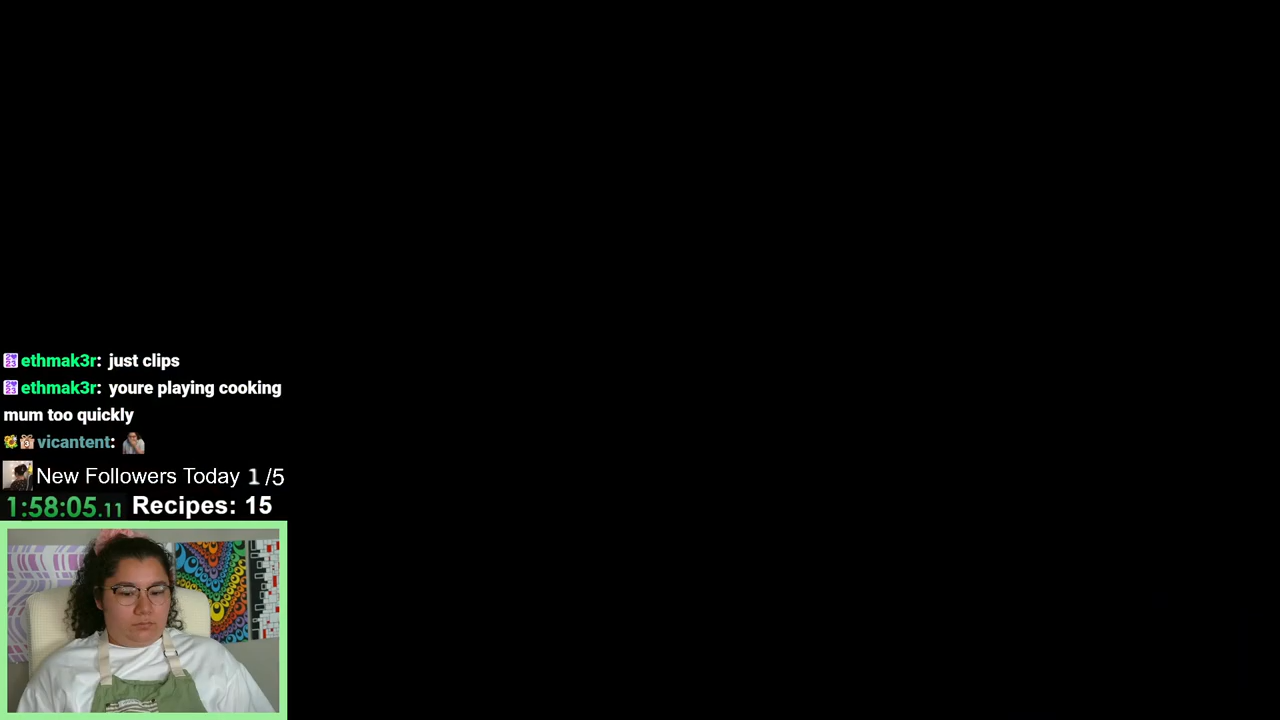 ethmak3r: just clips
ethmak3r: youre playing cooking
mum too quickly
vicantent:
New Followers Today 1 /5
1:58:05.11 Recipes: 15